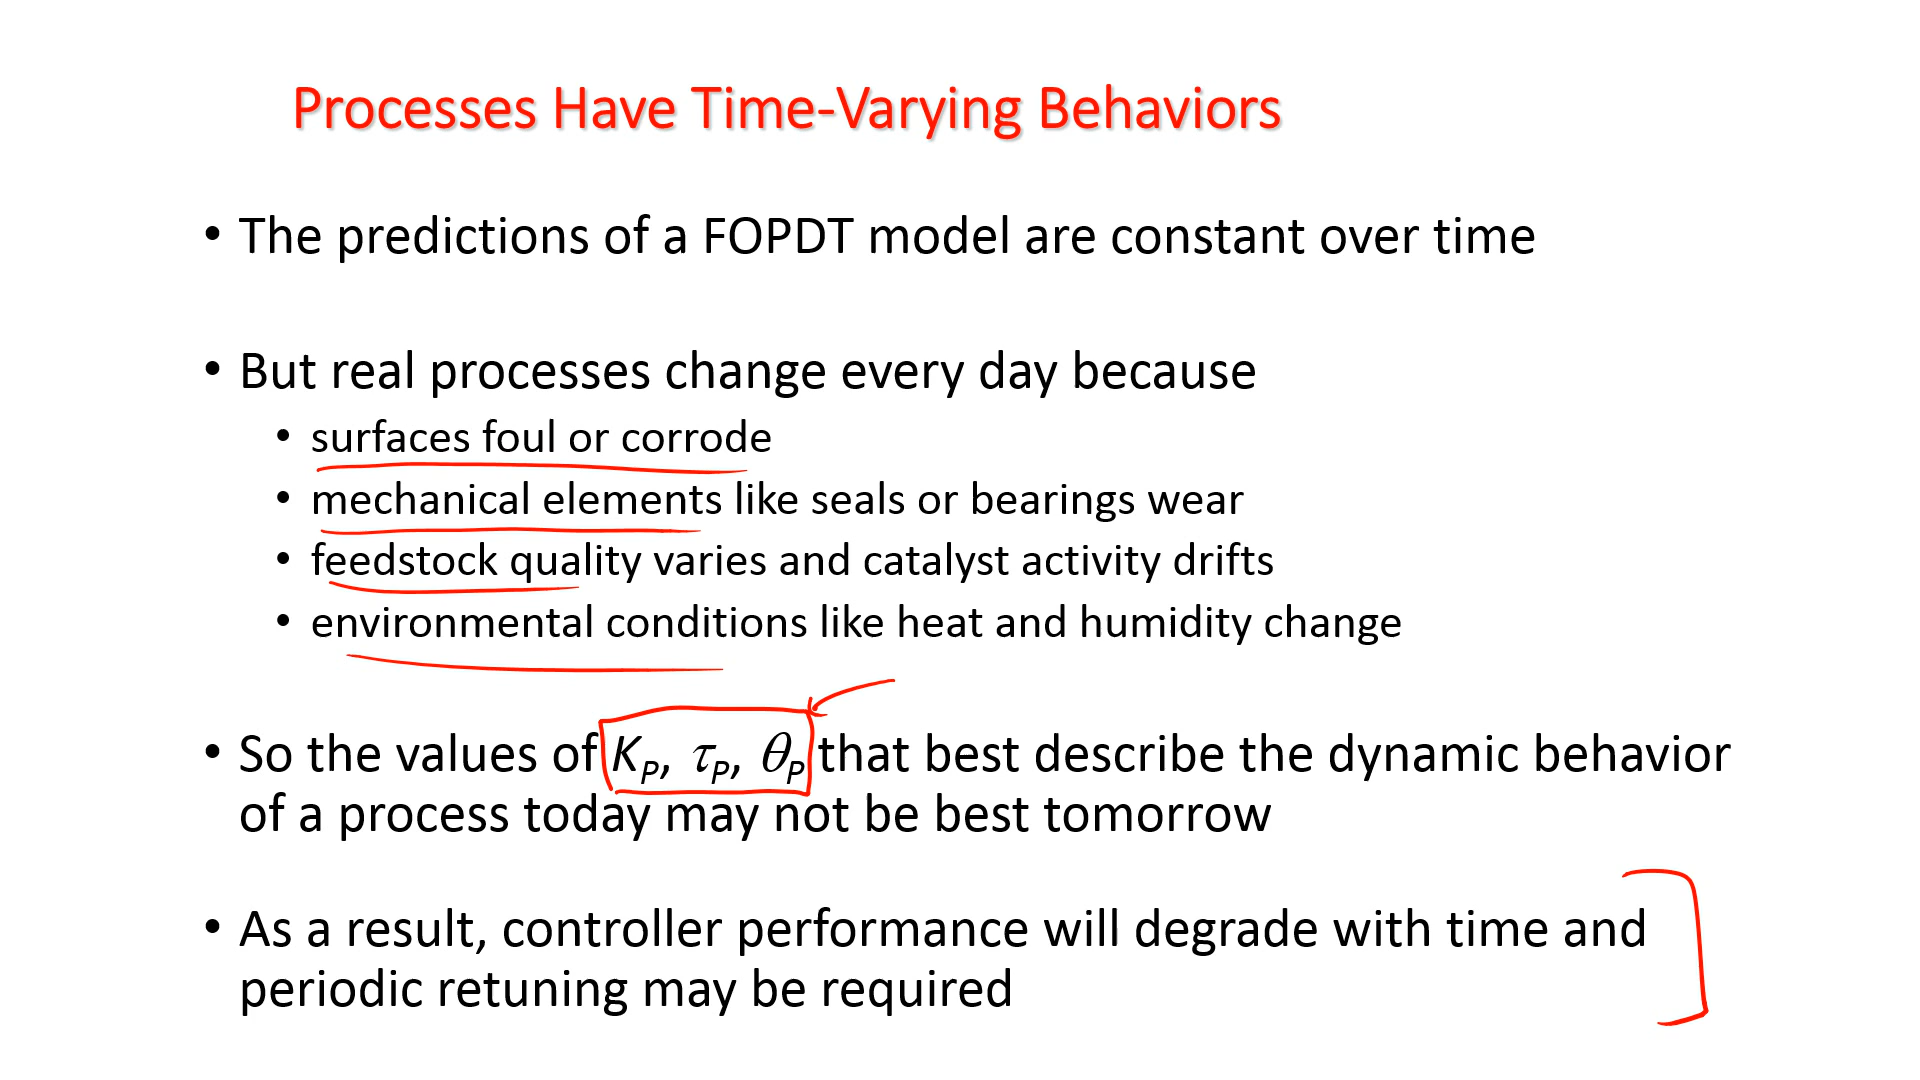 Processes Have Time-Varying Behaviors
• The predictions of a FOPDT model are constant over time
• But real processes change every day because
• surfaces foul or corrode
• mechanical elements like seals or bearings wear
• feedstock quality varies and catalyst activity drifts
• environmental conditions like heat and humidity change
• So the values of K_P, τ_P, θ_P that best describe the dynamic behavior
of a process today may not be best tomorrow
• As a result, controller performance will degrade with time and
periodic retuning may be required